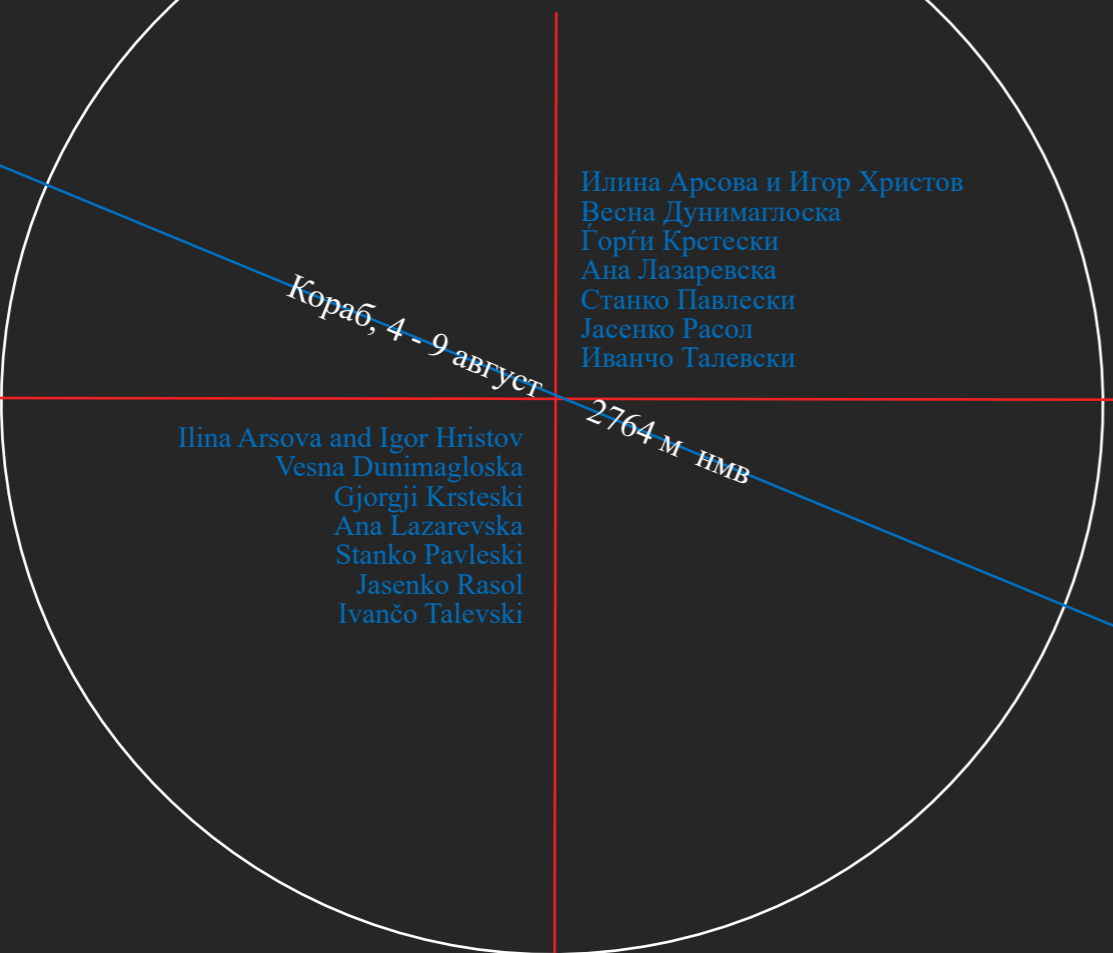 Илина Арсова и Игор Христов
Весна Дунимаглоска
Ѓорѓи Крстески
Ана Лазаревска
Станко Павлески
Јасенко Расол
Иванчо Талевски
Кораб, 4 - 9 август
2764 м нмв
Ilina Arsova and Igor Hristov
Vesna Dunimagloska
Gjorgji Krsteski
Ana Lazarevska
Stanko Pavleski
Jasenko Rasol
Ivančo Talevski